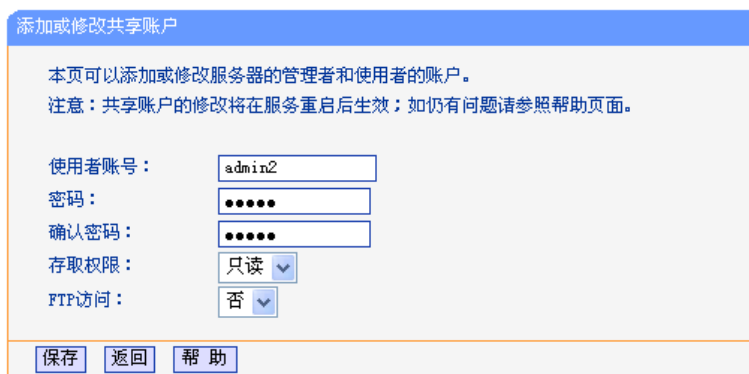 添加或修改共享账户
本页可以添加或修改服务器的管理者和使用者的账户。
注意：共享账户的修改将在服务重启后生效；如仍有问题请参照帮助页面。
使用者账号： admin2
密码： ●●●●●
确认密码： ●●●●●
存取权限： 只读
FTP访问： 否
保存 返回 帮 助